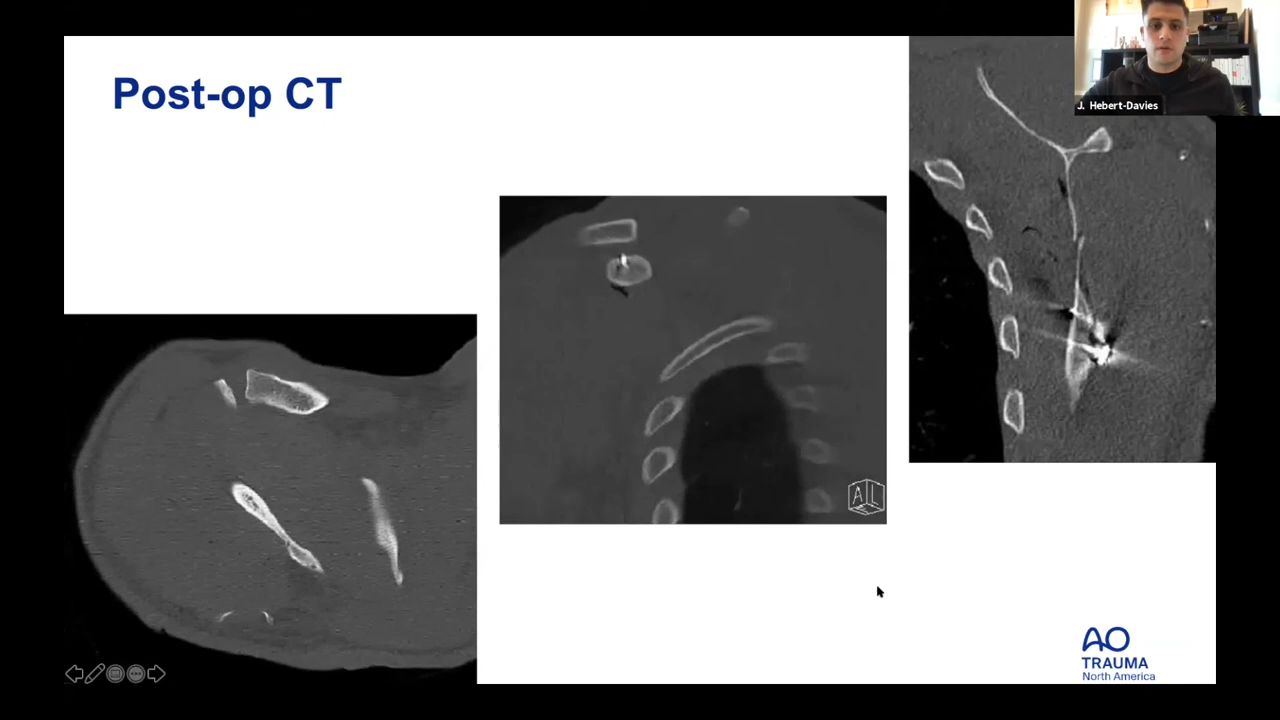 Post-op CT
J. Hebert-Davies
A L
AO
TRAUMA
North America